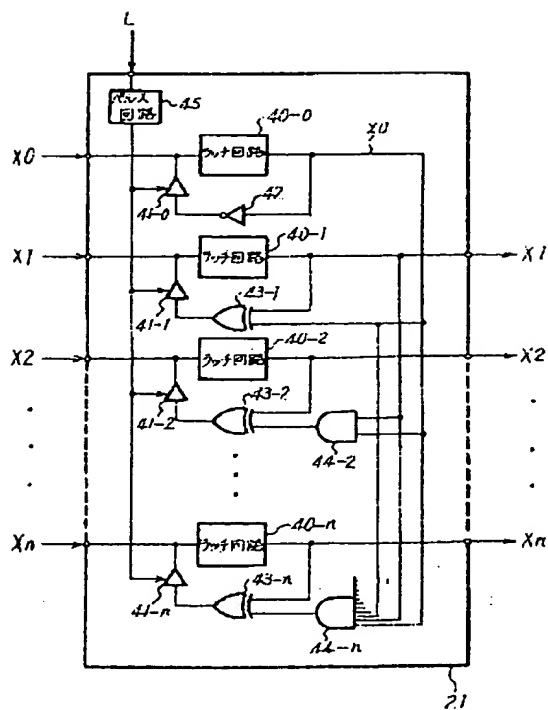 L
パルス
回路
45
40-0
X0
X0
ラッチ回路
41-0
42
40-1
X1
ラッチ回路
X1
41-1
43-1
40-2
X2
ラッチ回路
X2
41-2
43-2
44-2
40-n
Xn
ラッチ回路
Xn
41-n
43-n
44-n
21